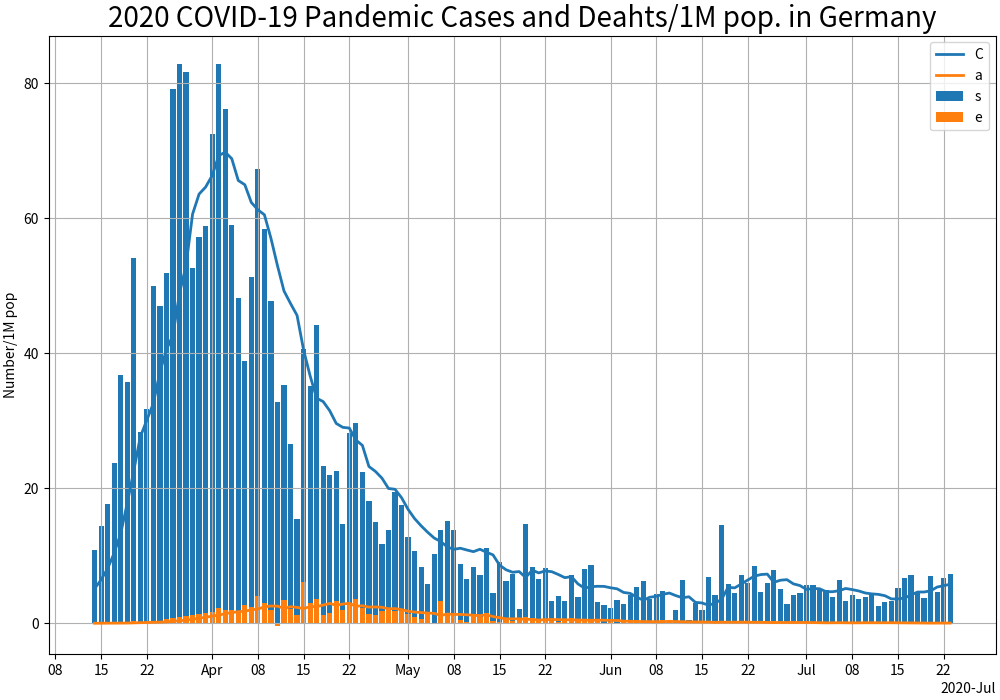 2020 COVID-19 Pandemic Cases and Deahts/1M pop. in Germany
C
a
s
e
80
60
40
20
0
Number/1M pop
08 15 22 Apr 08 15 22 May 08 15 22 Jun 08 15 22 Jul 08 15 22
2020-Jul